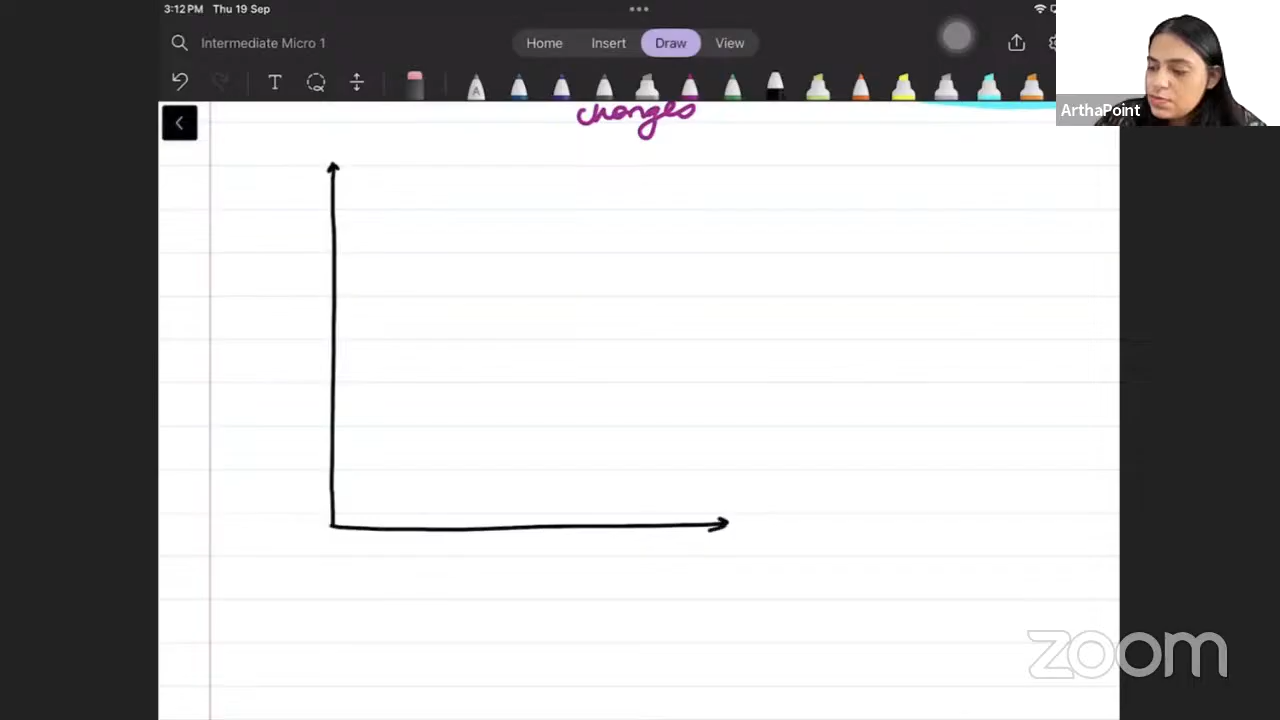 3:12 PM Thu 19 Sep
Intermediate Micro 1
Home Insert Draw View
T
A
changes
ArthaPoint
zoom